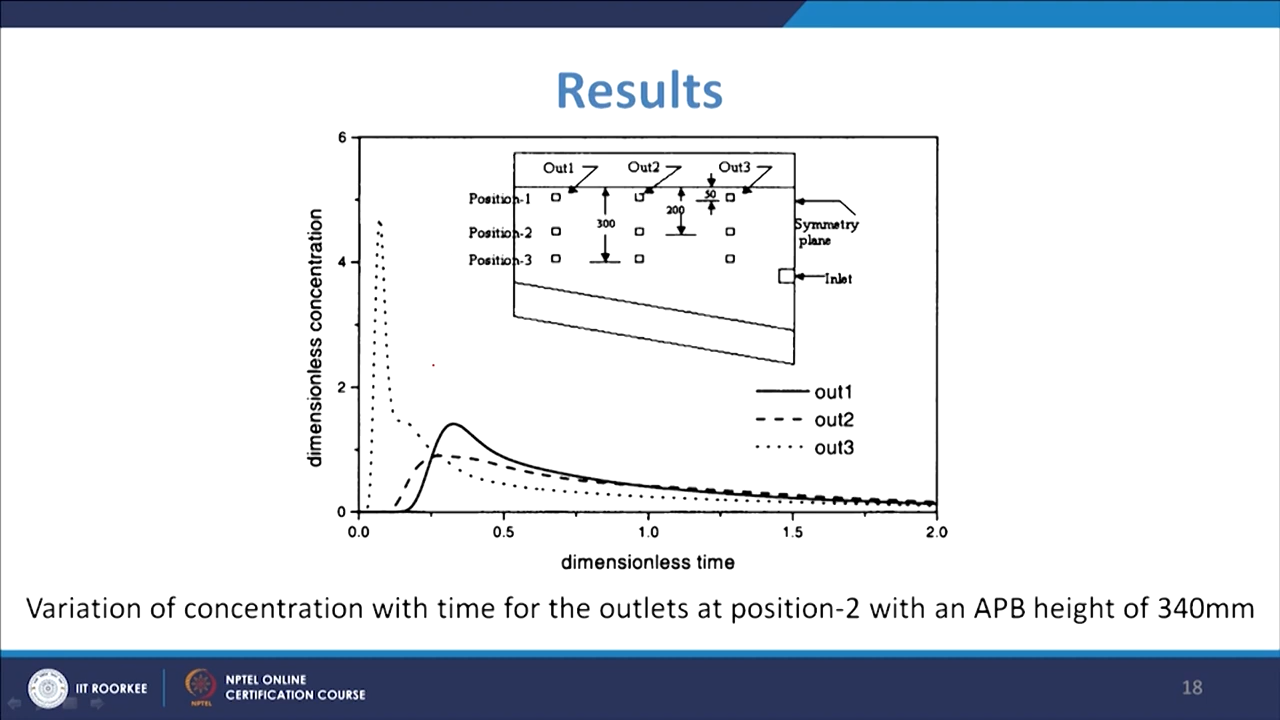 Results
6
4
2
0
0.0
0.5
1.0
1.5
2.0
dimensionless concentration
dimensionless time
Out1
Out2
Out3
Position-1
Position-2
Position-3
300
200
50
Symmetry
plane
Inlet
out1
out2
out3
Variation of concentration with time for the outlets at position-2 with an APB height of 340mm
IIT ROORKEE
NPTEL
NPTEL ONLINE
CERTIFICATION COURSE
18